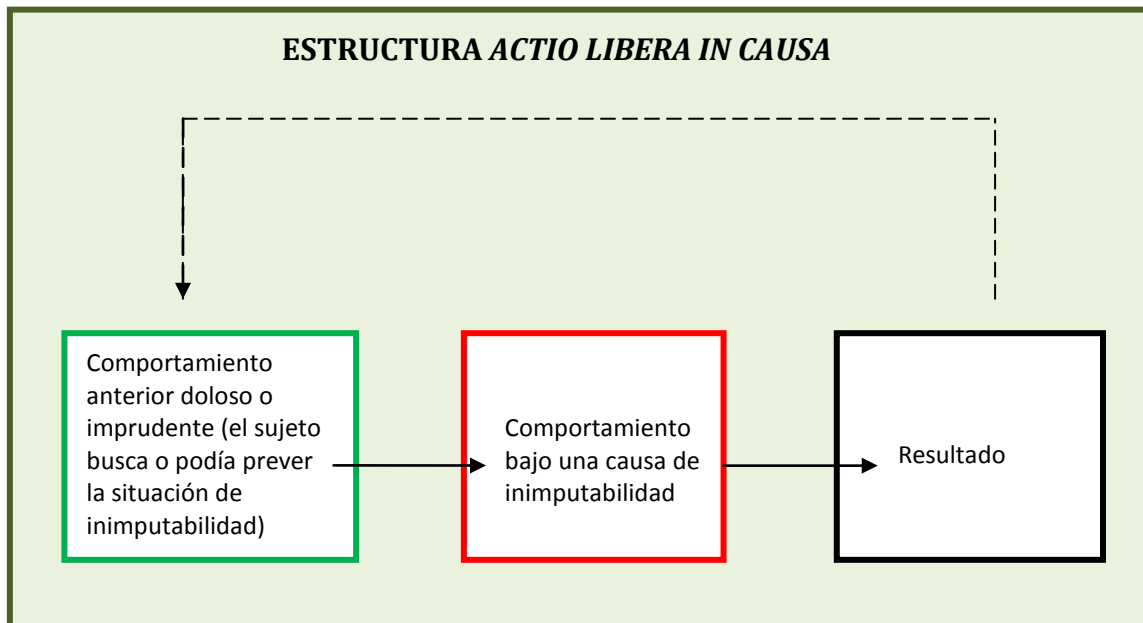 ESTRUCTURA ACTIO LIBERA IN CAUSA
Comportamiento
anterior doloso o
imprudente (el sujeto
busca o podía prever
la situación de
inimputabilidad)
Comportamiento
bajo una causa de
inimputabilidad
Resultado